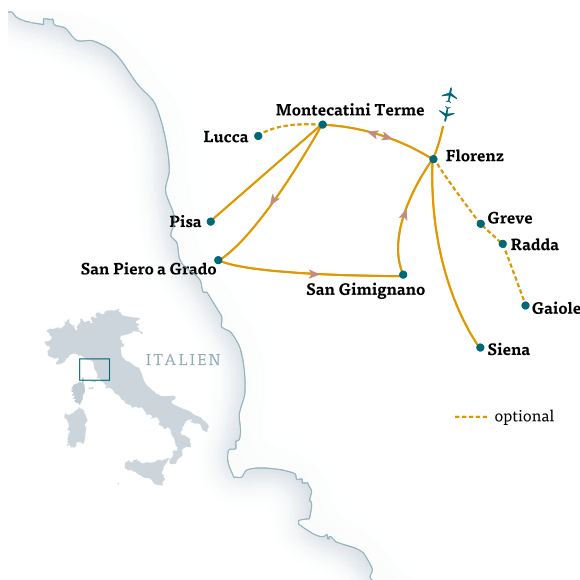 Montecatini Terme
Lucca
Florenz
Pisa
Greve
Radda
San Piero a Grado
San Gimignano
Gaiole
Siena
ITALIEN
optional